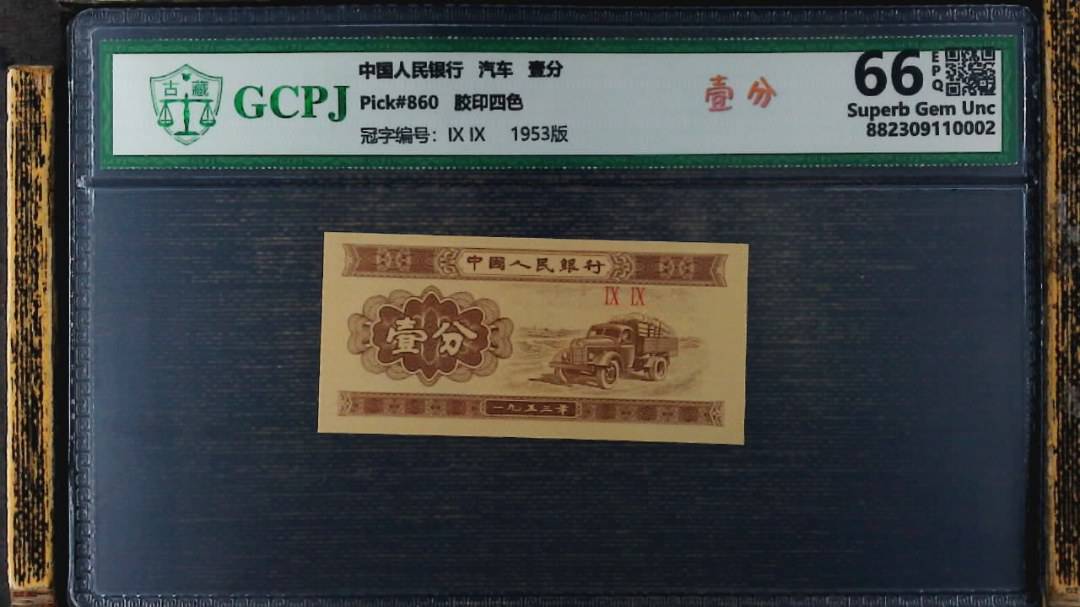 古藏
GCPJ
中国人民银行 汽车 壹分
Pick#860 胶印四色
冠字编号：IX IX 1953版
壹分
66
EPQ
Superb Gem Unc
882309110002
中國人民銀行
IX IX
壹分
一九五三年